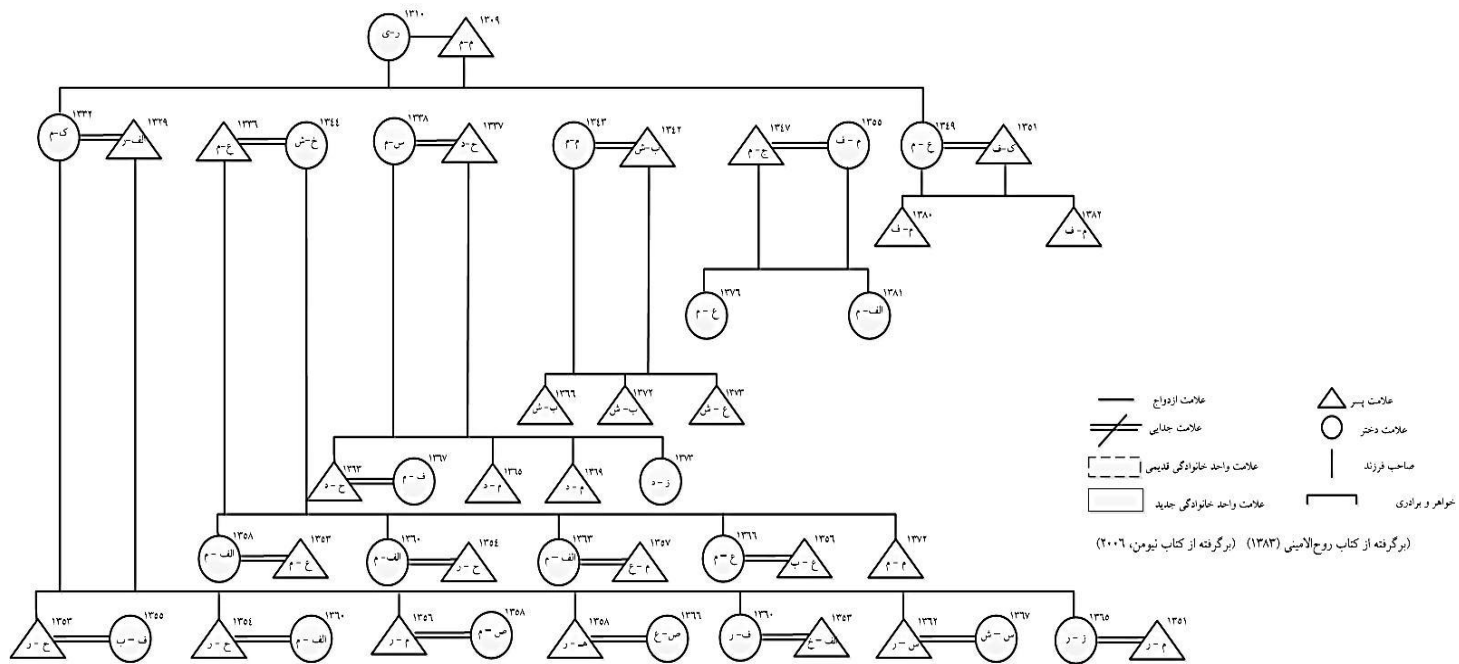 ۱۳۱۰
۱۳۰۹
ر-ی
م-م
۱۳۳۲
۱۳۲۹
۱۳۳۶
۱۳۴۴
۱۳۳۸
۱۳۳۷
۱۳۴۳
۱۳۴۲
۱۳۴۷
۱۳۵۵
۱۳۴۹
۱۳۵۱
ک-م
الف-ر
ع-م
خ-ش
س-م
ح-د
م-م
ب-ش
ج-م
م-ف
ع-م
ک-ف
۱۳۸۰
۱۳۸۲
م-ف
م-ف
۱۳۷۶
۱۳۸۱
ع-م
الف-م
۱۳۶۶
۱۳۷۲
۱۳۷۳
ب-ش
ب-ش
ع-ش
۱۳۶۳
۱۳۶۷
۱۳۶۵
۱۳۶۹
۱۳۷۳
ح-د
ف-م
م-د
م-د
ز-د
۱۳۵۸
۱۳۵۳
۱۳۶۰
۱۳۵۴
۱۳۶۳
۱۳۵۷
۱۳۶۶
۱۳۵۶
۱۳۷۲
الف-م
ع-م
الف-م
ح-ر
الف-م
م-ع
ع-م
ع-ب
م-م
۱۳۵۳
۱۳۵۵
۱۳۵۴
۱۳۶۰
۱۳۵۶
۱۳۵۸
۱۳۵۸
۱۳۶۶
۱۳۶۰
۱۳۵۳
۱۳۶۲
۱۳۶۷
۱۳۶۵
۱۳۵۱
ح-ر
ف-ب
ح-ر
الف-م
م-ر
ص-م
هـ-ر
ص-ع
ف-ر
الف-ع
س-ر
س-ش
ز-ر
م-ر
علامت پسر
علامت ازدواج
علامت دختر
علامت جدایی
صاحب فرزند
علامت واحد خانوادگی قدیمی
خواهر و برادری
علامت واحد خانوادگی جدید
(برگرفته از کتاب روح‌الامینی (۱۳۸۳) (برگرفته از کتاب نیومن، ۲۰۰۶)